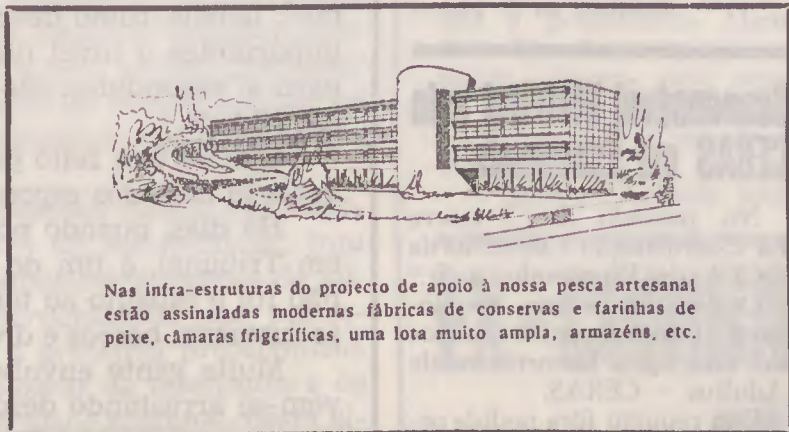 Nas infra-estruturas do projecto de apoio à nossa pesca artesanal
estão assinaladas modernas fábricas de conservas e farinhas de
peixe, câmaras frigoríficas, uma lota muito ampla, armazéns, etc.